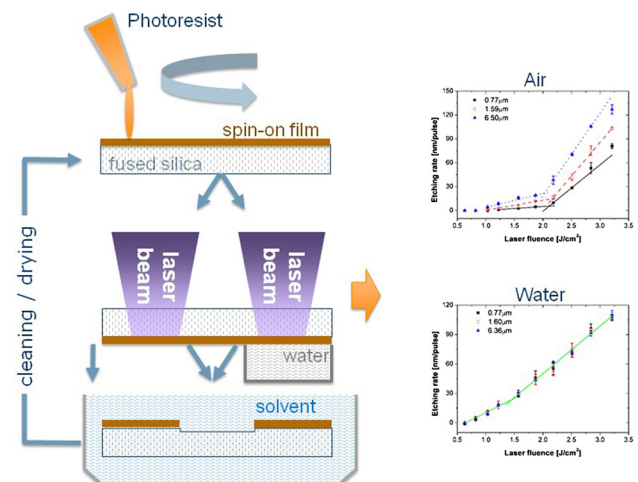 Photoresist
spin-on film
fused silica
laser
beam
laser
beam
water
solvent
cleaning / drying
Air
150
120
90
60
30
0
0.77µm
1.59µm
6.50µm
Etching rate [nm/pulse]
0.5 1.0 1.5 2.0 2.5 3.0 3.5
Laser fluence [J/cm²]
Water
120
90
60
30
0
0.77µm
1.60µm
6.36µm
Etching rate [nm/pulse]
0.5 1.0 1.5 2.0 2.5 3.0 3.5
Laser fluence [J/cm²]